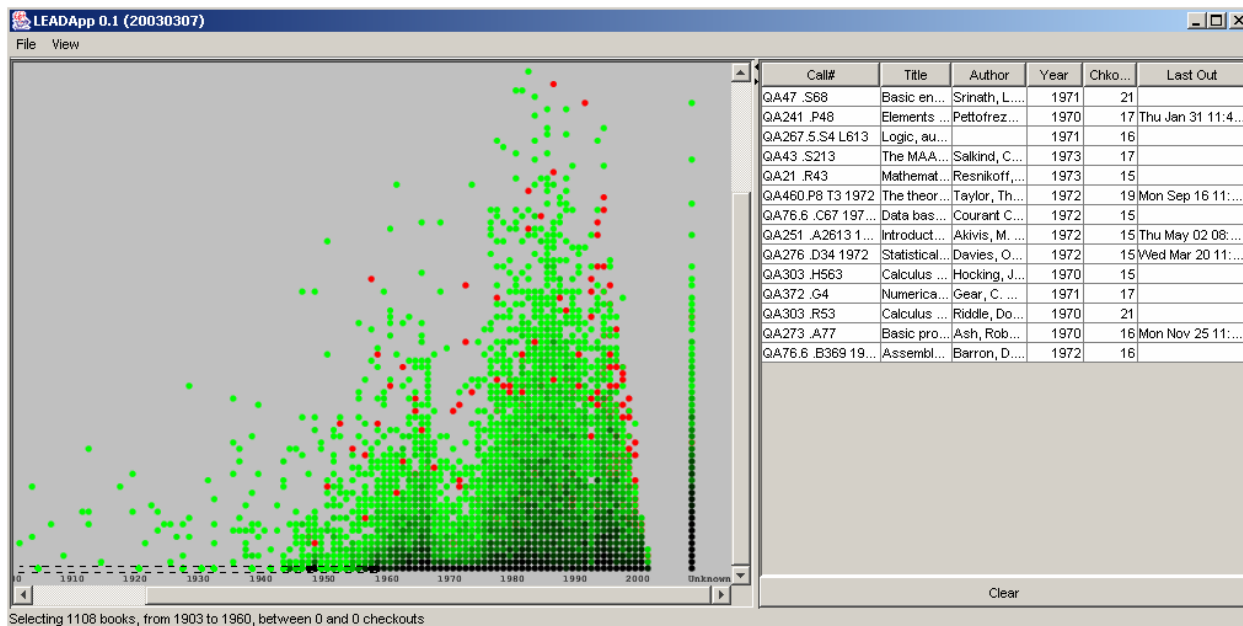 LEADApp 0.1 (20030307)
File View
Call# Title Author Year Chko... Last Out
QA47 .S68 Basic en... Srinath, L.... 1971 21
QA241 .P48 Elements ... Pettofrez... 1970 17 Thu Jan 31 11:4...
QA267.5.S4 L613 Logic, au... 1971 16
QA43 .S213 The MAA... Salkind, C... 1973 17
QA21 .R43 Mathemat... Resnikoff,... 1973 15
QA460.P8 T3 1972 The theor... Taylor, Th... 1972 19 Mon Sep 16 11:...
QA76.6 .C67 197... Data bas... Courant C... 1972 15
QA251 .A2613 1... Introduct... Akivis, M. ... 1972 15 Thu May 02 08:...
QA276 .D34 1972 Statistical... Davies, O... 1972 15 Wed Mar 20 11:...
QA303 .H563 Calculus ... Hocking, J... 1970 15
QA372 .G4 Numerica... Gear, C. ... 1971 17
QA303 .R53 Calculus ... Riddle, Do... 1970 21
QA273 .A77 Basic pro... Ash, Rob... 1970 16 Mon Nov 25 11:...
QA76.6 .B369 19... Assembl... Barron, D.... 1972 16
00 1910 1920 1930 1940 1950 1960 1970 1980 1990 2000 Unknown
Clear
Selecting 1108 books, from 1903 to 1960, between 0 and 0 checkouts